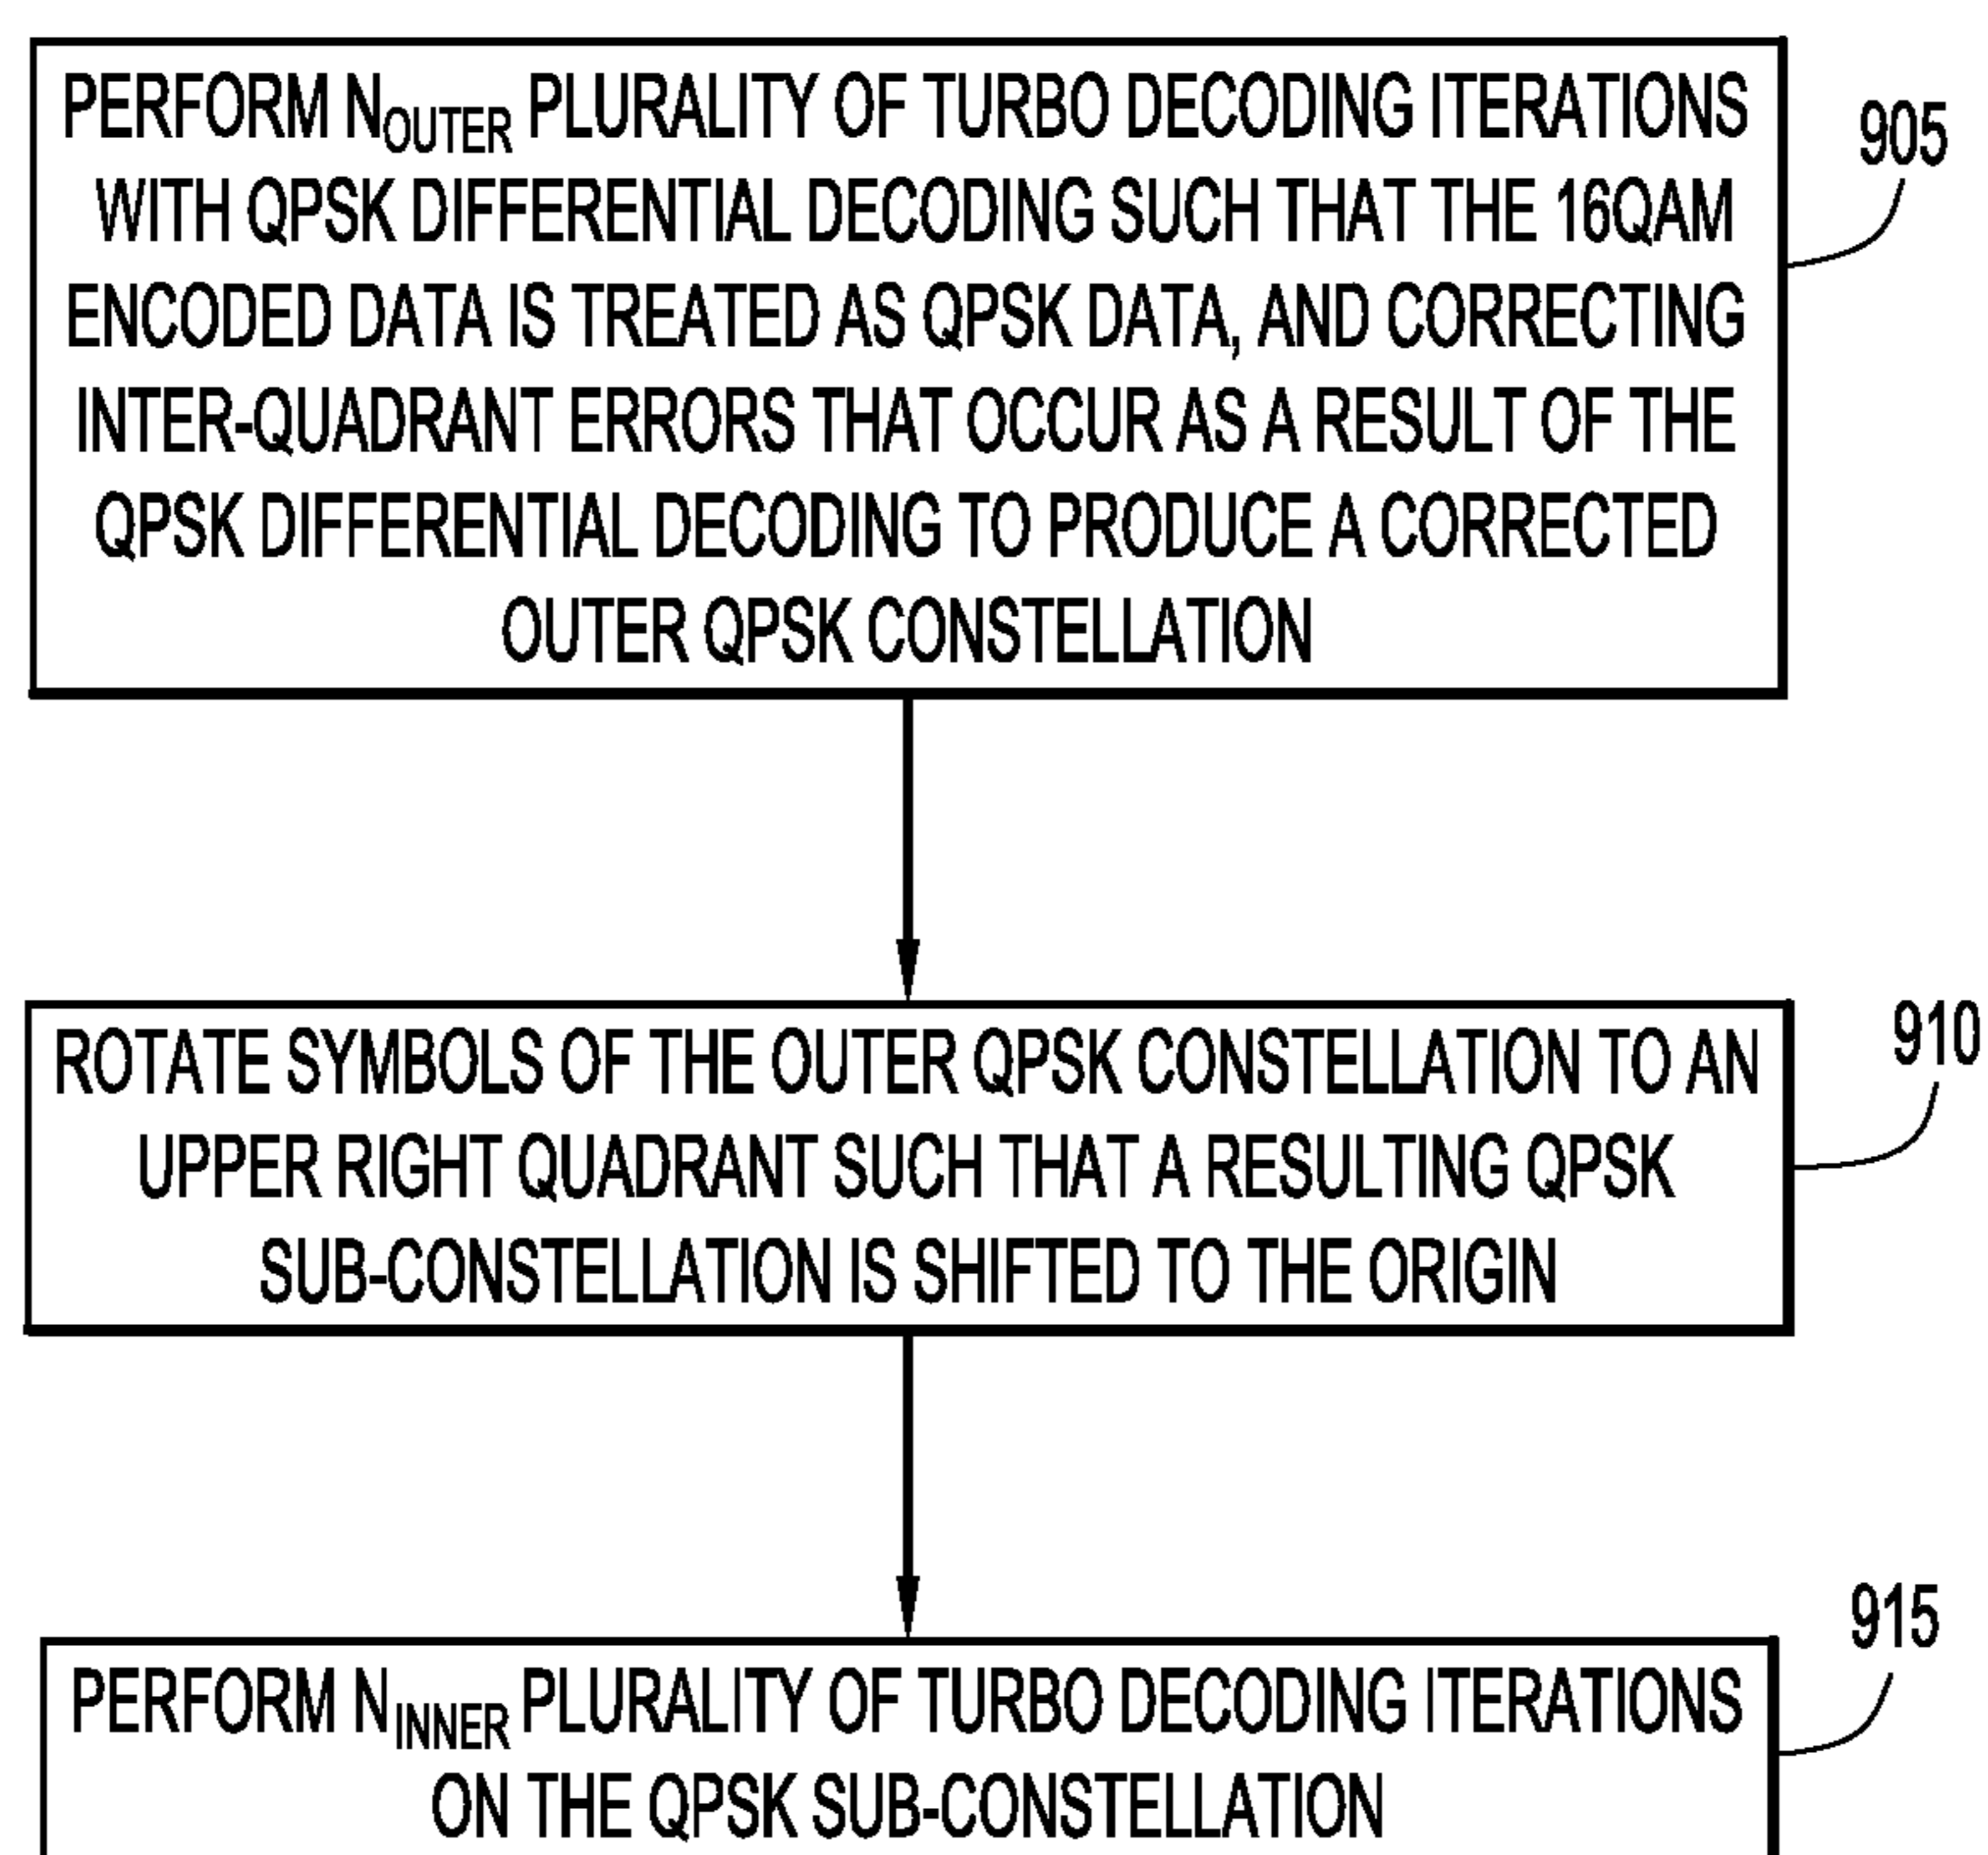 PERFORM NOUTER PLURALITY OF TURBO DECODING ITERATIONS
WITH QPSK DIFFERENTIAL DECODING SUCH THAT THE 16QAM
ENCODED DATA IS TREATED AS QPSK DATA, AND CORRECTING
INTER-QUADRANT ERRORS THAT OCCUR AS A RESULT OF THE
QPSK DIFFERENTIAL DECODING TO PRODUCE A CORRECTED
OUTER QPSK CONSTELLATION
905
ROTATE SYMBOLS OF THE OUTER QPSK CONSTELLATION TO AN
UPPER RIGHT QUADRANT SUCH THAT A RESULTING QPSK
SUB-CONSTELLATION IS SHIFTED TO THE ORIGIN
910
PERFORM NINNER PLURALITY OF TURBO DECODING ITERATIONS
ON THE QPSK SUB-CONSTELLATION
915